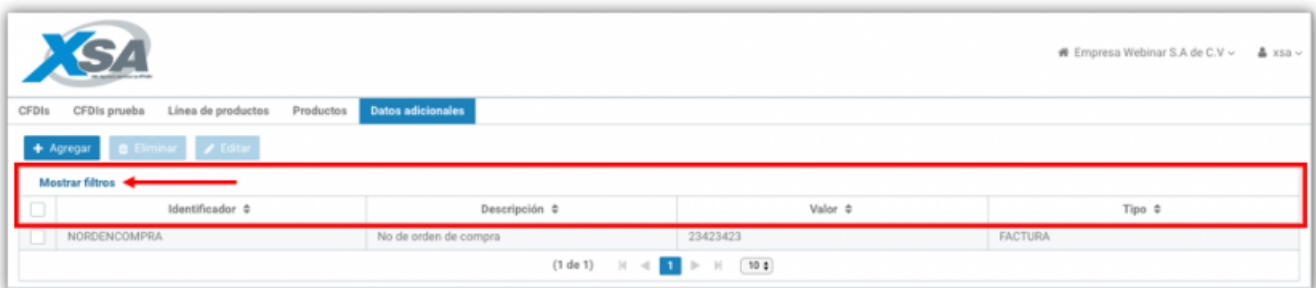 XSA
Empresa Webinar S.A de C.V xsa
CFDIs CFDIs prueba Línea de productos Productos Datos adicionales
+ Agregar Eliminar Editar
Mostrar filtros
Identificador Descripción Valor Tipo
NORDENCOMPRA No de orden de compra 23423423 FACTURA
(1 de 1) 1 10